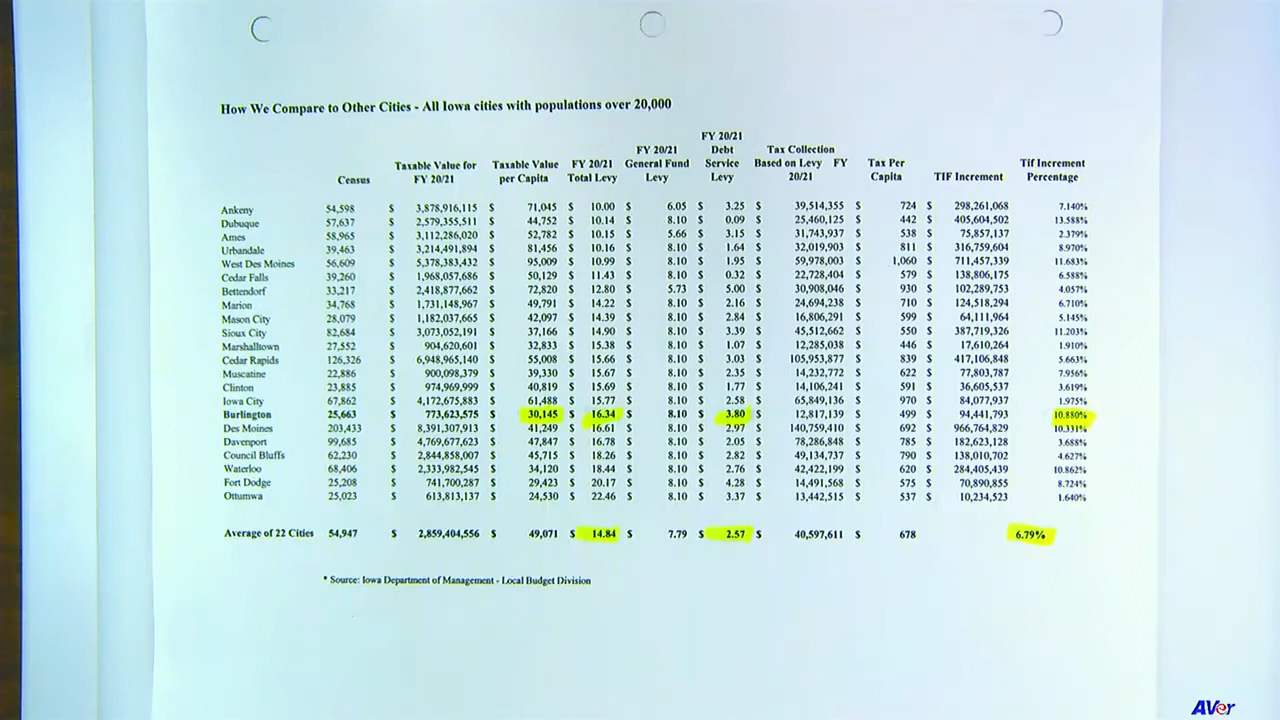 How We Compare to Other Cities - All Iowa cities with populations over 20,000
Census Taxable Value for FY 20/21 Taxable Value per Capita FY 20/21 Total Levy FY 20/21 General Fund Levy FY 20/21 Debt Service Levy Tax Collection Based on Levy FY 20/21 Tax Per Capita TIF Increment Tif Increment Percentage
Ankeny 54,598 $ 3,878,916,115 $ 71,045 $ 10.00 $ 6.05 $ 3.25 $ 39,514,355 $ 724 $ 298,261,068 7.140%
Dubuque 57,637 $ 2,579,355,511 $ 44,752 $ 10.14 $ 8.10 $ 0.09 $ 25,460,125 $ 442 $ 405,604,502 13.588%
Ames 58,965 $ 3,112,286,020 $ 52,782 $ 10.15 $ 5.66 $ 3.15 $ 31,743,937 $ 538 $ 75,857,137 2.379%
Urbandale 39,463 $ 3,214,491,894 $ 81,456 $ 10.16 $ 8.10 $ 1.64 $ 32,019,903 $ 811 $ 316,759,604 8.970%
West Des Moines 56,609 $ 5,378,383,432 $ 95,009 $ 10.99 $ 8.10 $ 1.95 $ 59,978,003 $ 1,060 $ 711,457,339 11.683%
Cedar Falls 39,260 $ 1,968,057,686 $ 50,129 $ 11.43 $ 8.10 $ 0.32 $ 22,728,404 $ 579 $ 138,806,175 6.588%
Bettendorf 33,217 $ 2,418,877,662 $ 72,820 $ 12.80 $ 5.73 $ 5.00 $ 30,908,046 $ 930 $ 102,289,753 4.057%
Marion 34,768 $ 1,731,148,967 $ 49,791 $ 14.22 $ 8.10 $ 2.16 $ 24,694,238 $ 710 $ 124,518,294 6.710%
Mason City 28,079 $ 1,182,037,665 $ 42,097 $ 14.39 $ 8.10 $ 2.84 $ 16,806,291 $ 599 $ 64,111,964 5.145%
Sioux City 82,684 $ 3,073,052,191 $ 37,166 $ 14.90 $ 8.10 $ 3.39 $ 45,512,662 $ 550 $ 387,719,326 11.203%
Marshalltown 27,552 $ 904,620,601 $ 32,833 $ 15.38 $ 8.10 $ 1.07 $ 12,285,038 $ 446 $ 17,610,264 1.910%
Cedar Rapids 126,326 $ 6,948,965,140 $ 55,008 $ 15.66 $ 8.10 $ 3.03 $ 105,953,877 $ 839 $ 417,106,848 5.663%
Muscatine 22,886 $ 900,098,379 $ 39,330 $ 15.67 $ 8.10 $ 2.35 $ 14,232,772 $ 622 $ 77,803,787 7.956%
Clinton 23,885 $ 974,969,999 $ 40,819 $ 15.69 $ 8.10 $ 1.77 $ 14,106,241 $ 591 $ 36,605,537 3.619%
Iowa City 67,862 $ 4,172,675,883 $ 61,488 $ 15.77 $ 8.10 $ 2.58 $ 65,849,136 $ 970 $ 84,077,937 1.975%
Burlington 25,663 $ 773,623,575 $ 30,145 $ 16.34 $ 8.10 $ 3.80 $ 12,817,139 $ 499 $ 94,441,793 10.880%
Des Moines 203,433 $ 8,391,307,913 $ 41,249 $ 16.61 $ 8.10 $ 2.97 $ 140,759,410 $ 692 $ 966,764,829 10.331%
Davenport 99,685 $ 4,769,677,623 $ 47,847 $ 16.78 $ 8.10 $ 2.05 $ 78,286,848 $ 785 $ 182,623,128 3.688%
Council Bluffs 62,230 $ 2,844,858,007 $ 45,715 $ 18.26 $ 8.10 $ 2.82 $ 49,134,737 $ 790 $ 138,010,702 4.627%
Waterloo 68,406 $ 2,333,982,545 $ 34,120 $ 18.44 $ 8.10 $ 2.76 $ 42,422,199 $ 620 $ 284,405,439 10.862%
Fort Dodge 25,208 $ 741,700,287 $ 29,423 $ 20.17 $ 8.10 $ 4.28 $ 14,491,568 $ 575 $ 70,890,855 8.724%
Ottumwa 25,023 $ 613,813,137 $ 24,530 $ 22.46 $ 8.10 $ 3.37 $ 13,442,515 $ 537 $ 10,234,523 1.640%
Average of 22 Cities 54,947 $ 2,859,404,556 $ 49,071 $ 14.84 $ 7.79 $ 2.57 $ 40,597,611 $ 678 6.79%
* Source: Iowa Department of Management - Local Budget Division
AVer